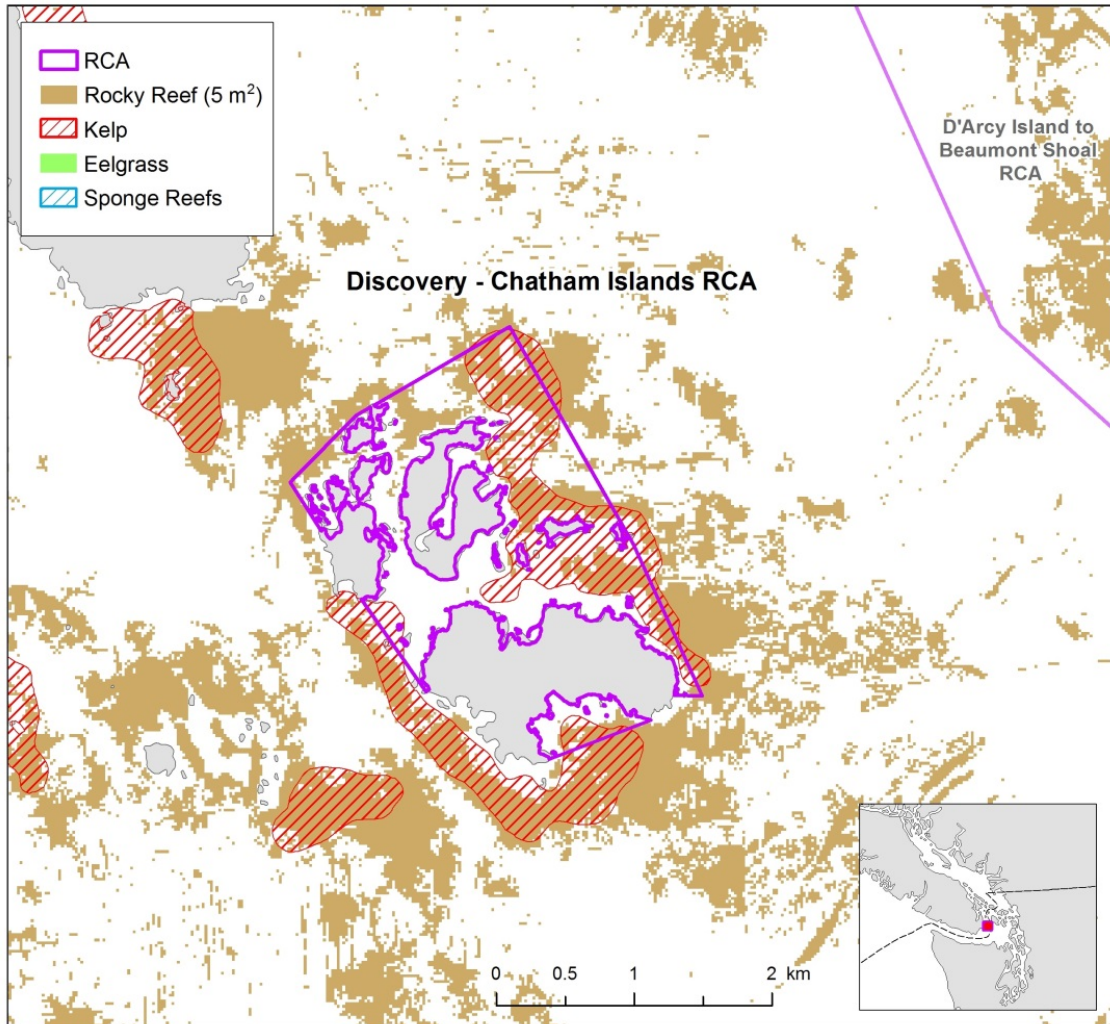 RCA
Rocky Reef (5 m²)
Kelp
Eelgrass
Sponge Reefs
D'Arcy Island to
Beaumont Shoal
RCA
Discovery - Chatham Islands RCA
0 0.5 1 2 km